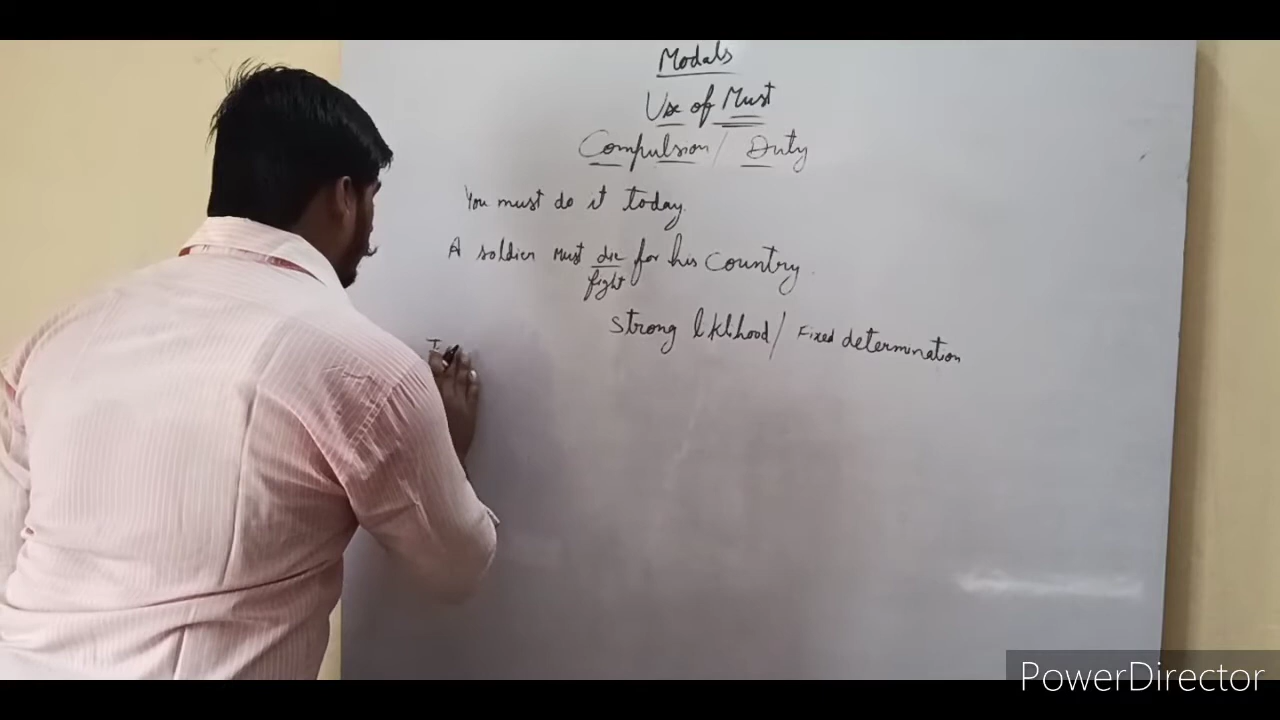 Modals
Use of Must
Compulsion / Duty
You must do it today.
A soldier must die for his country.
fight
Strong liklihood / Fixed determination
I
PowerDirector